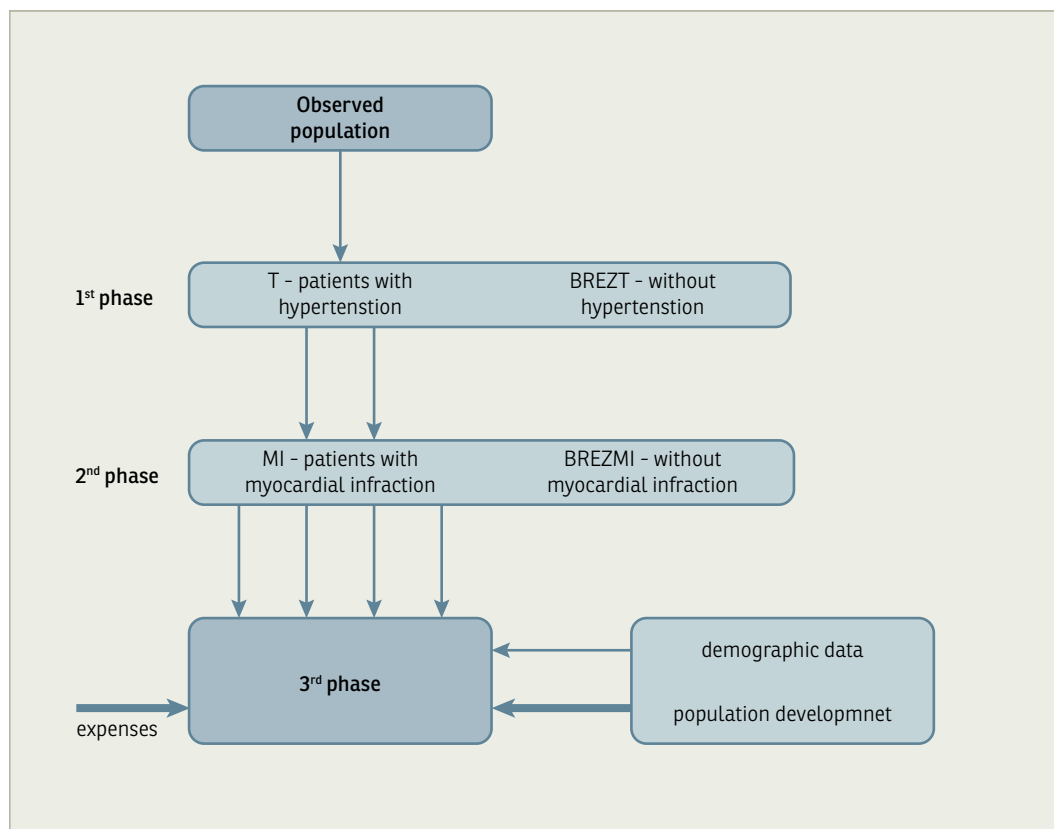 Observed
population
1st phase
T - patients with
hypertenstion
BREZT - without
hypertenstion
2nd phase
MI - patients with
myocardial infraction
BREZMI - without
myocardial infraction
3rd phase
demographic data
population developmnet
expenses